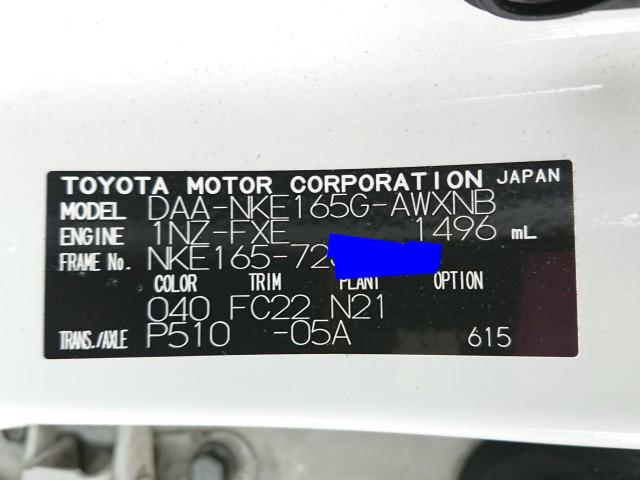 TOYOTA MOTOR CORPORATION JAPAN
MODEL DAA-NKE165G-AWXNB
ENGINE 1NZ-FXE 1496 mL
FRAME No. NKE165-72
COLOR TRIM PLANT OPTION
040 FC22 N21
TRANS./AXLE P510 -05A 615